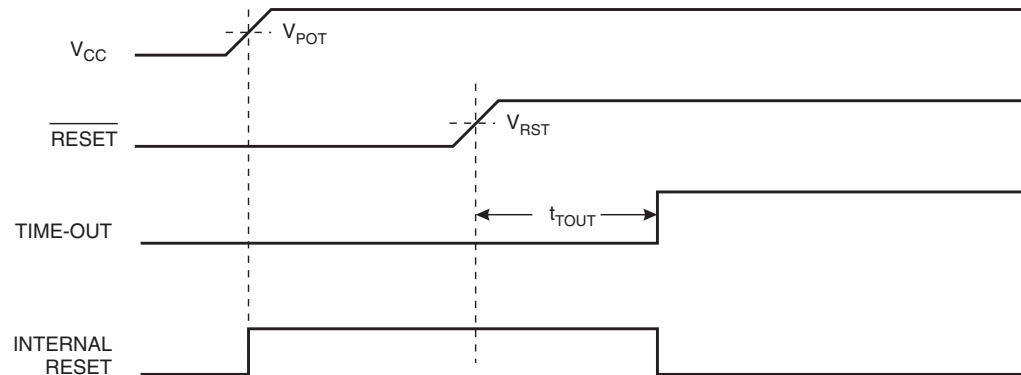 V_CC
V_POT
RESET
V_RST
TIME-OUT
t_TOUT
INTERNAL
RESET